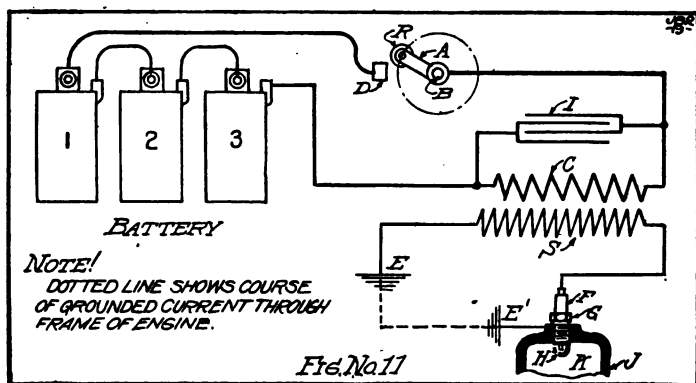 R
A
D
B
1
2
3
I
C
BATTERY
S
NOTE!
DOTTED LINE SHOWS COURSE
OF GROUNDED CURRENT THROUGH
FRAME OF ENGINE.
E
E'
F
G
H
K
J
FIG. No. 11